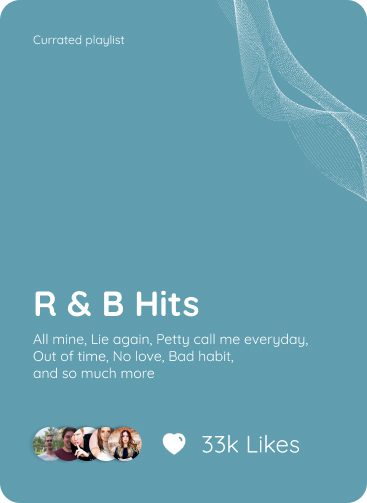 Currated playlist
R & B Hits
All mine, Lie again, Petty call me everyday,
Out of time, No love, Bad habit,
and so much more
33k Likes